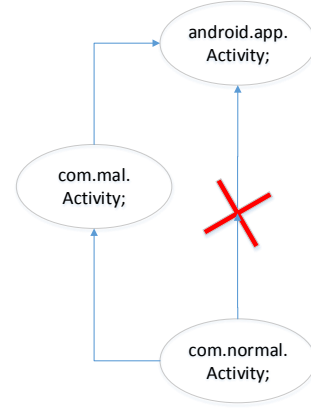 android.app.
Activity;
com.mal.
Activity;
com.normal.
Activity;